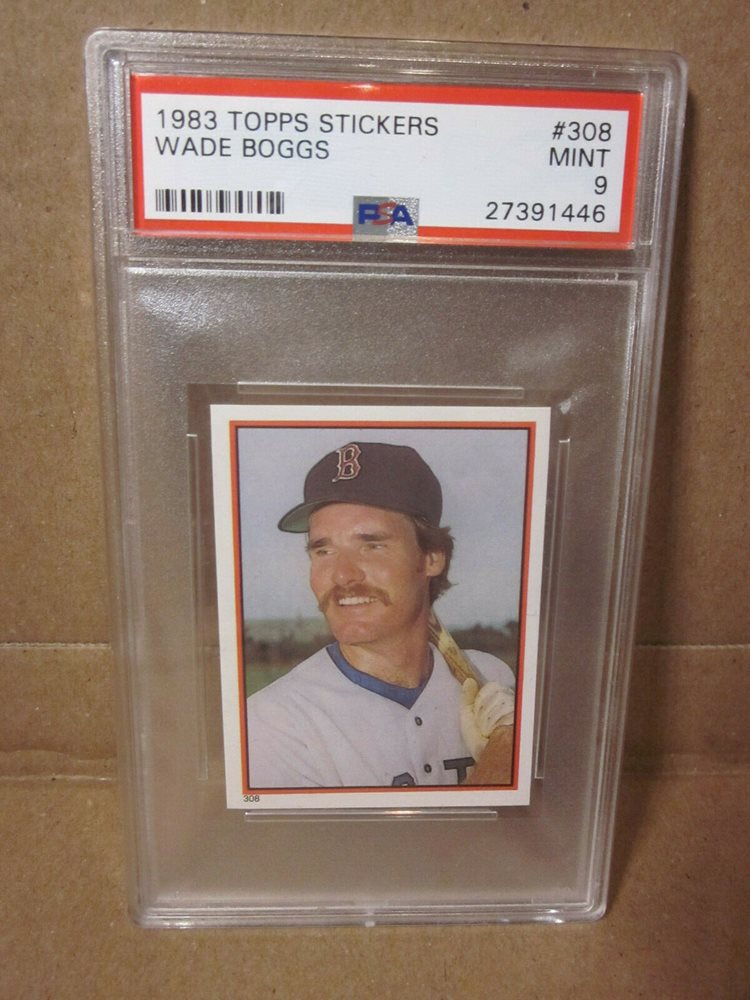 1983 TOPPS STICKERS #308
WADE BOGGS MINT
9
PSA 27391446
B
308